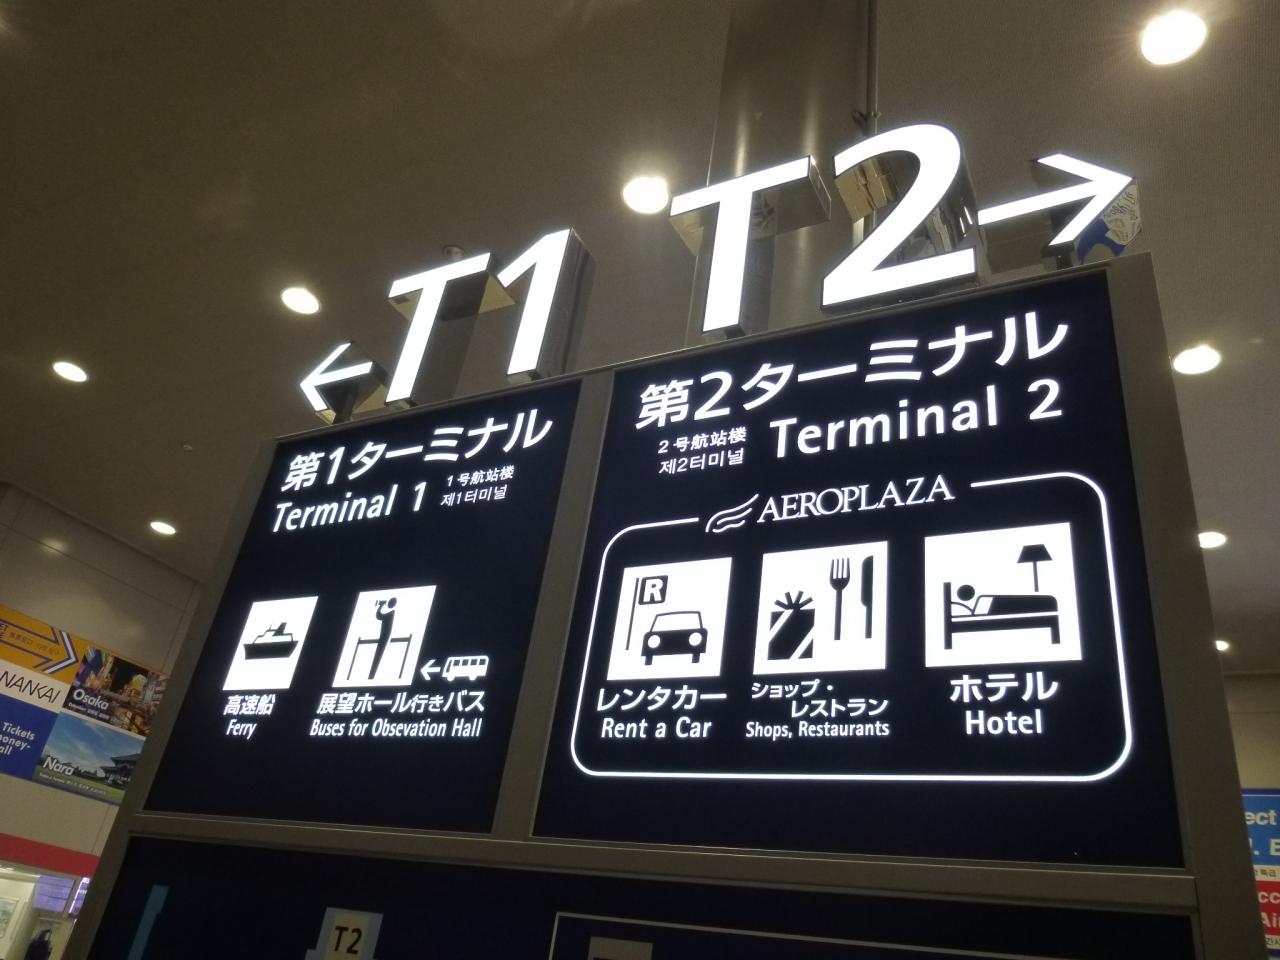 T1
T2
第1ターミナル
Terminal 1
1号航站楼
제1터미널
高速船
Ferry
展望ホール行きバス
Buses for Obsevation Hall
第2ターミナル
2号航站楼
제2터미널
Terminal 2
AEROPLAZA
R
レンタカー
Rent a Car
ショップ・
レストラン
Shops, Restaurants
ホテル
Hotel
T2
NANKAI
Osaka
Tickets
Nara